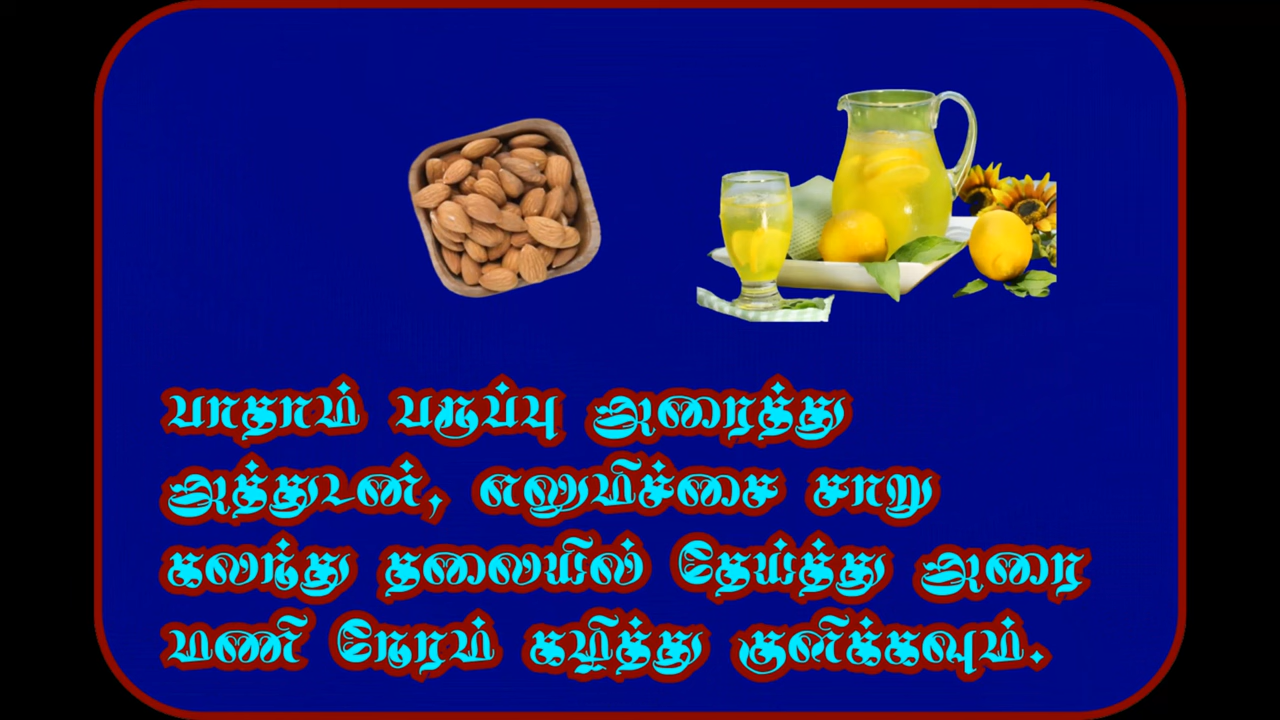 பாதாம் பருப்பு அரைத்து
அத்துடன், எலுமிச்சை சாறு
கலந்து தலையில் தேய்த்து அரை
மணி நேரம் கழித்து குளிக்கவும்.